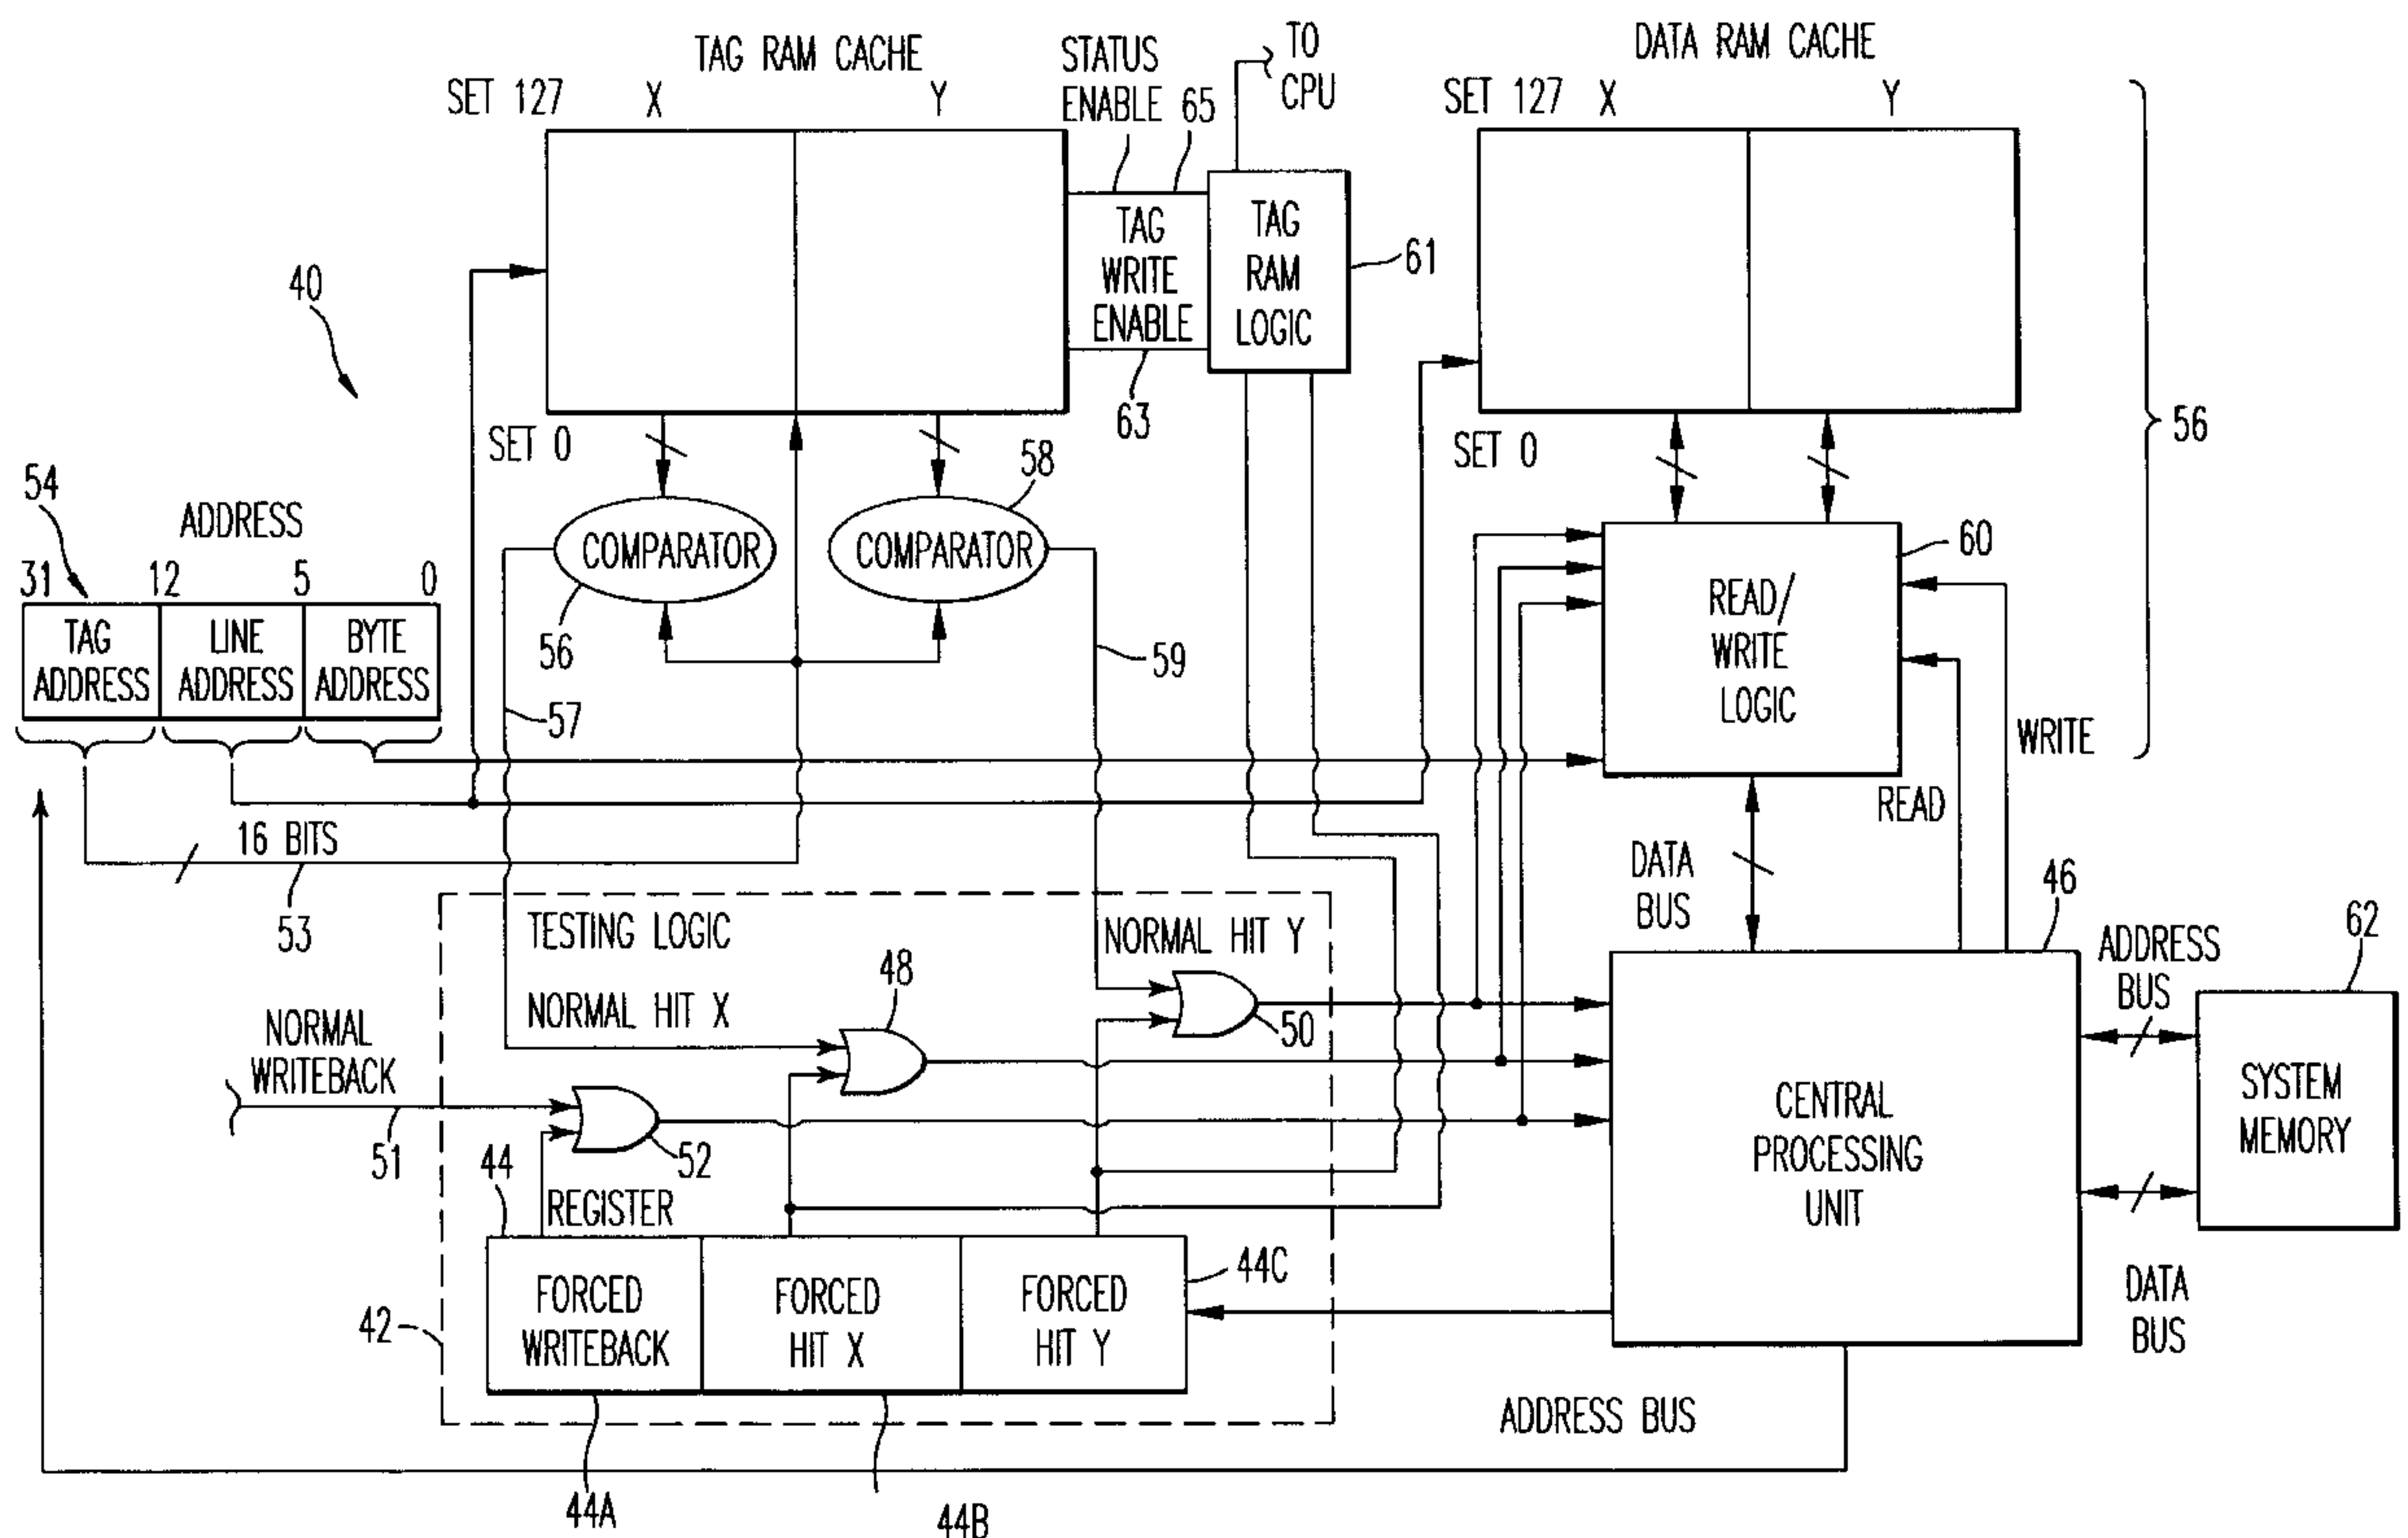 TAG RAM CACHE
SET 127
X
Y
STATUS
ENABLE
65
TO
CPU
DATA RAM CACHE
SET 127
X
Y
TAG
WRITE
ENABLE
TAG
RAM
LOGIC
61
63
40
SET 0
SET 0
56
54
ADDRESS
31
12
5
0
TAG
ADDRESS
LINE
ADDRESS
BYTE
ADDRESS
COMPARATOR
56
COMPARATOR
58
57
59
READ/
WRITE
LOGIC
60
WRITE
READ
16 BITS
53
DATA
BUS
46
TESTING LOGIC
NORMAL HIT Y
NORMAL HIT X
48
50
NORMAL
WRITEBACK
51
52
44
REGISTER
FORCED
WRITEBACK
FORCED
HIT X
FORCED
HIT Y
44C
42
44A
44B
CENTRAL
PROCESSING
UNIT
ADDRESS
BUS
62
SYSTEM
MEMORY
DATA
BUS
ADDRESS BUS